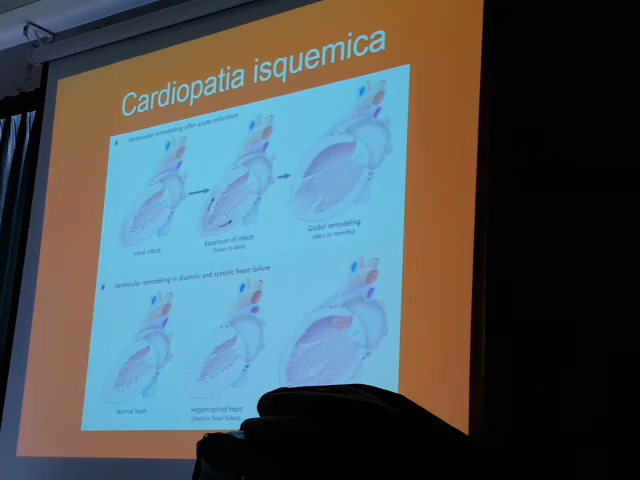 Cardiopatia isquemica
A Ventricular remodeling after acute infarction
Initial infarct
Expansion of infarct
(hours to days)
Global remodeling
(days to months)
B Ventricular remodeling in diastolic and systolic heart failure
Normal heart
Hypertrophied heart
(diastolic heart failure)